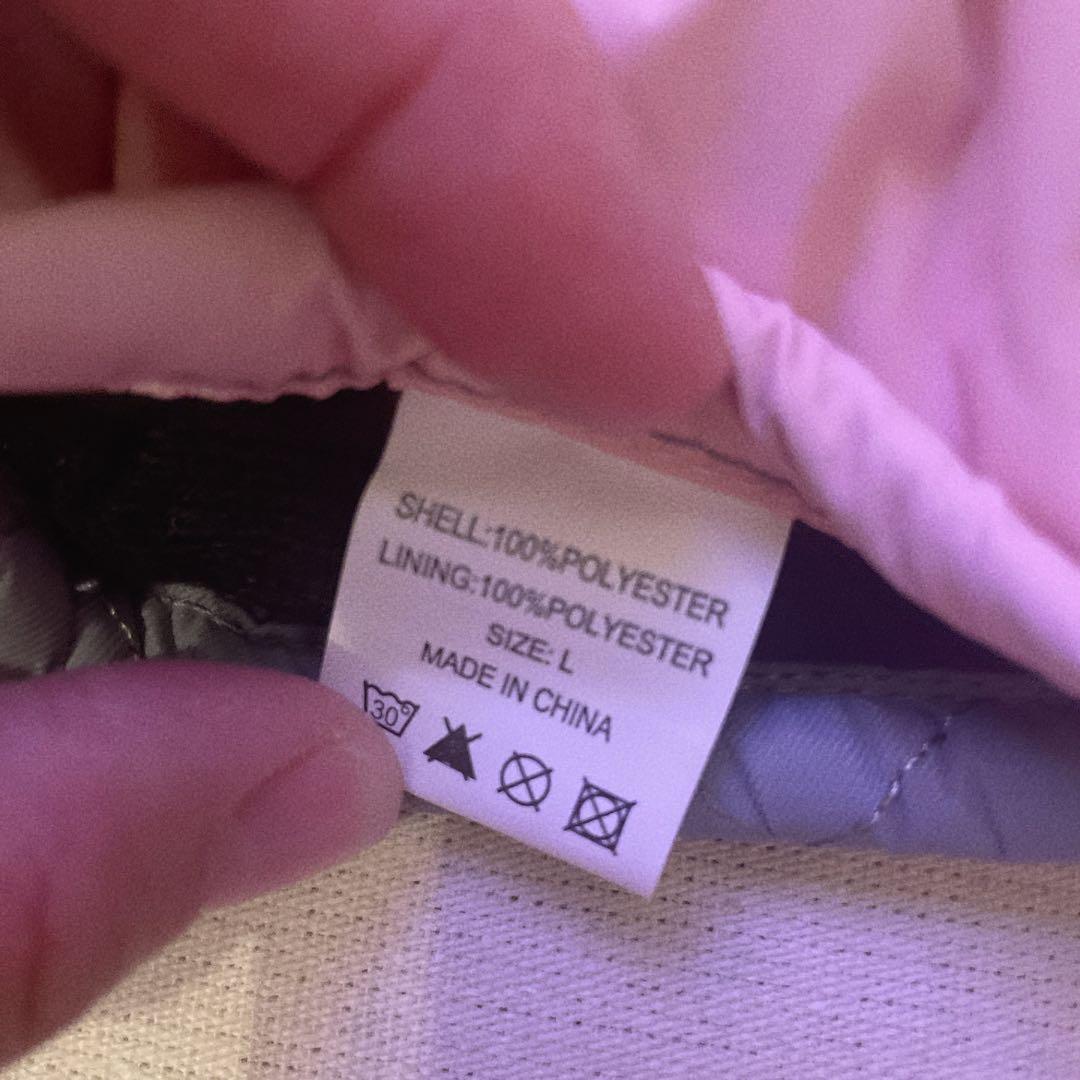 SHELL:100%POLYESTER
LINING:100%POLYESTER
SIZE: L
MADE IN CHINA
30